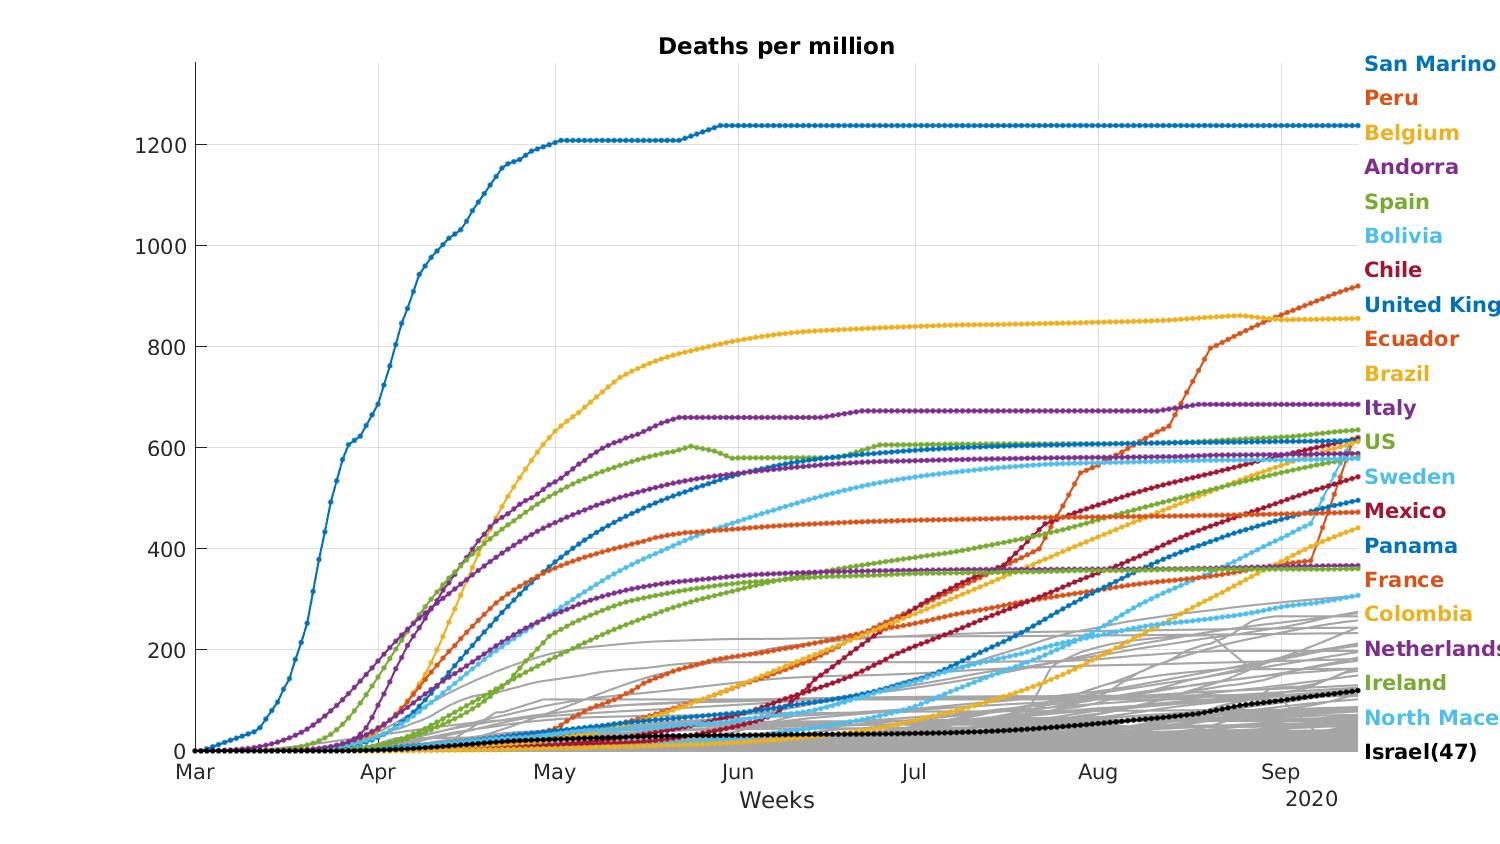 Deaths per million
1200
1000
800
600
400
200
0
Mar Apr May Jun Jul Aug Sep
2020
Weeks
San Marino
Peru
Belgium
Andorra
Spain
Bolivia
Chile
United King
Ecuador
Brazil
Italy
US
Sweden
Mexico
Panama
France
Colombia
Netherlands
Ireland
North Mace
Israel(47)